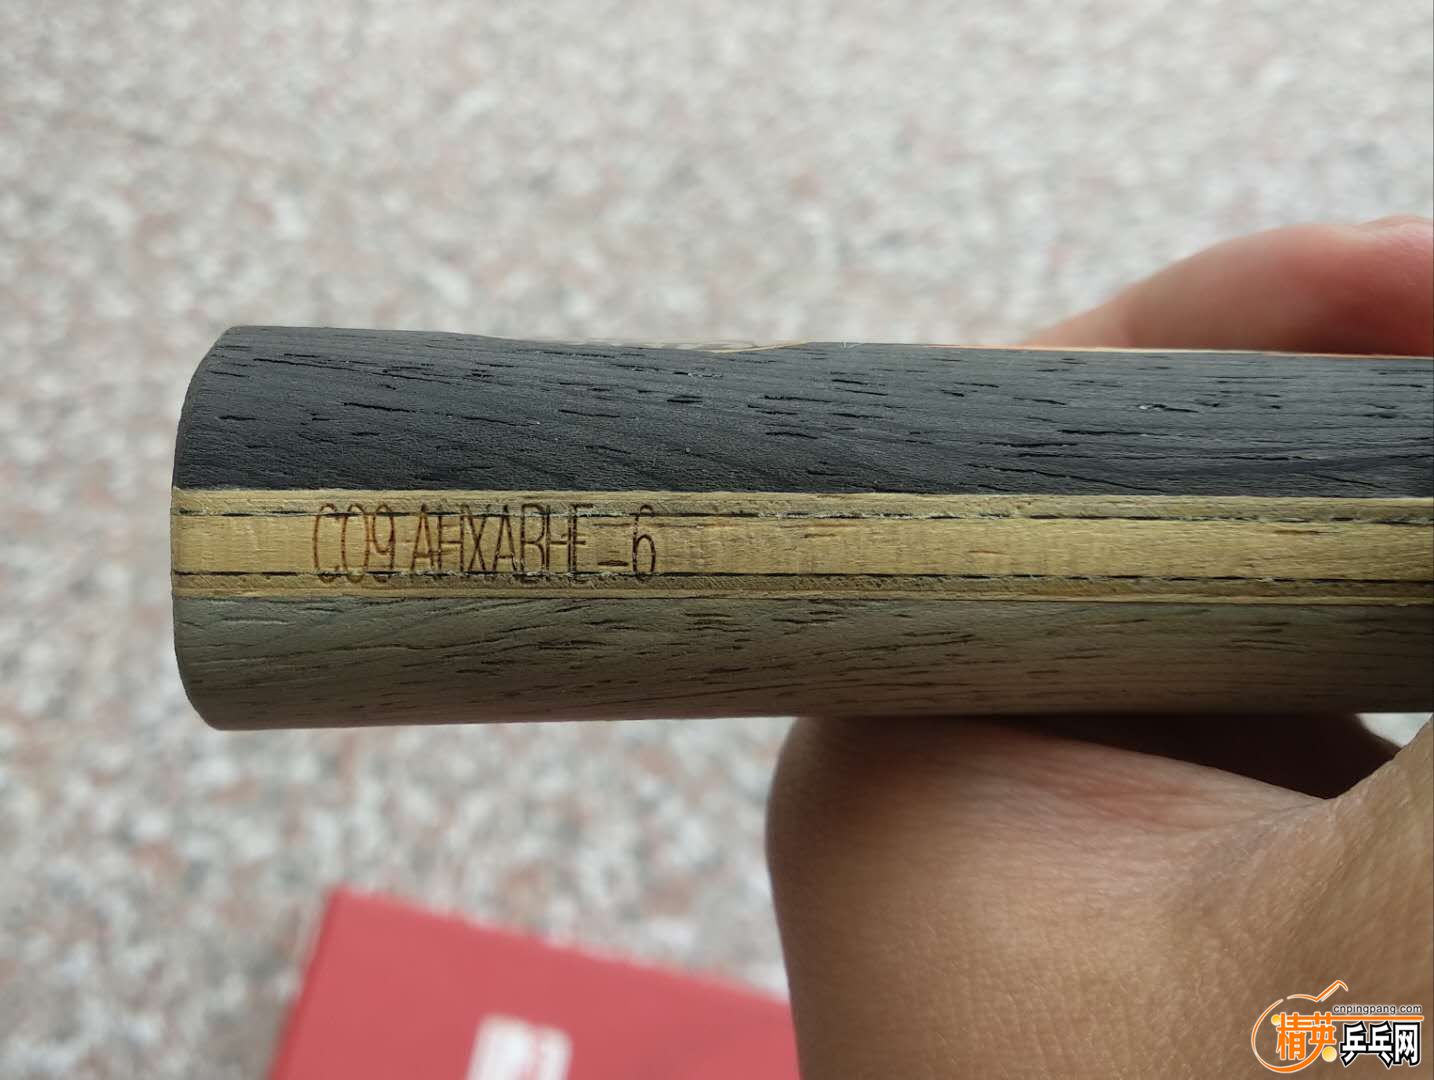 C09 AHXABHE-6
cnpingpang.com
精英乒乓网